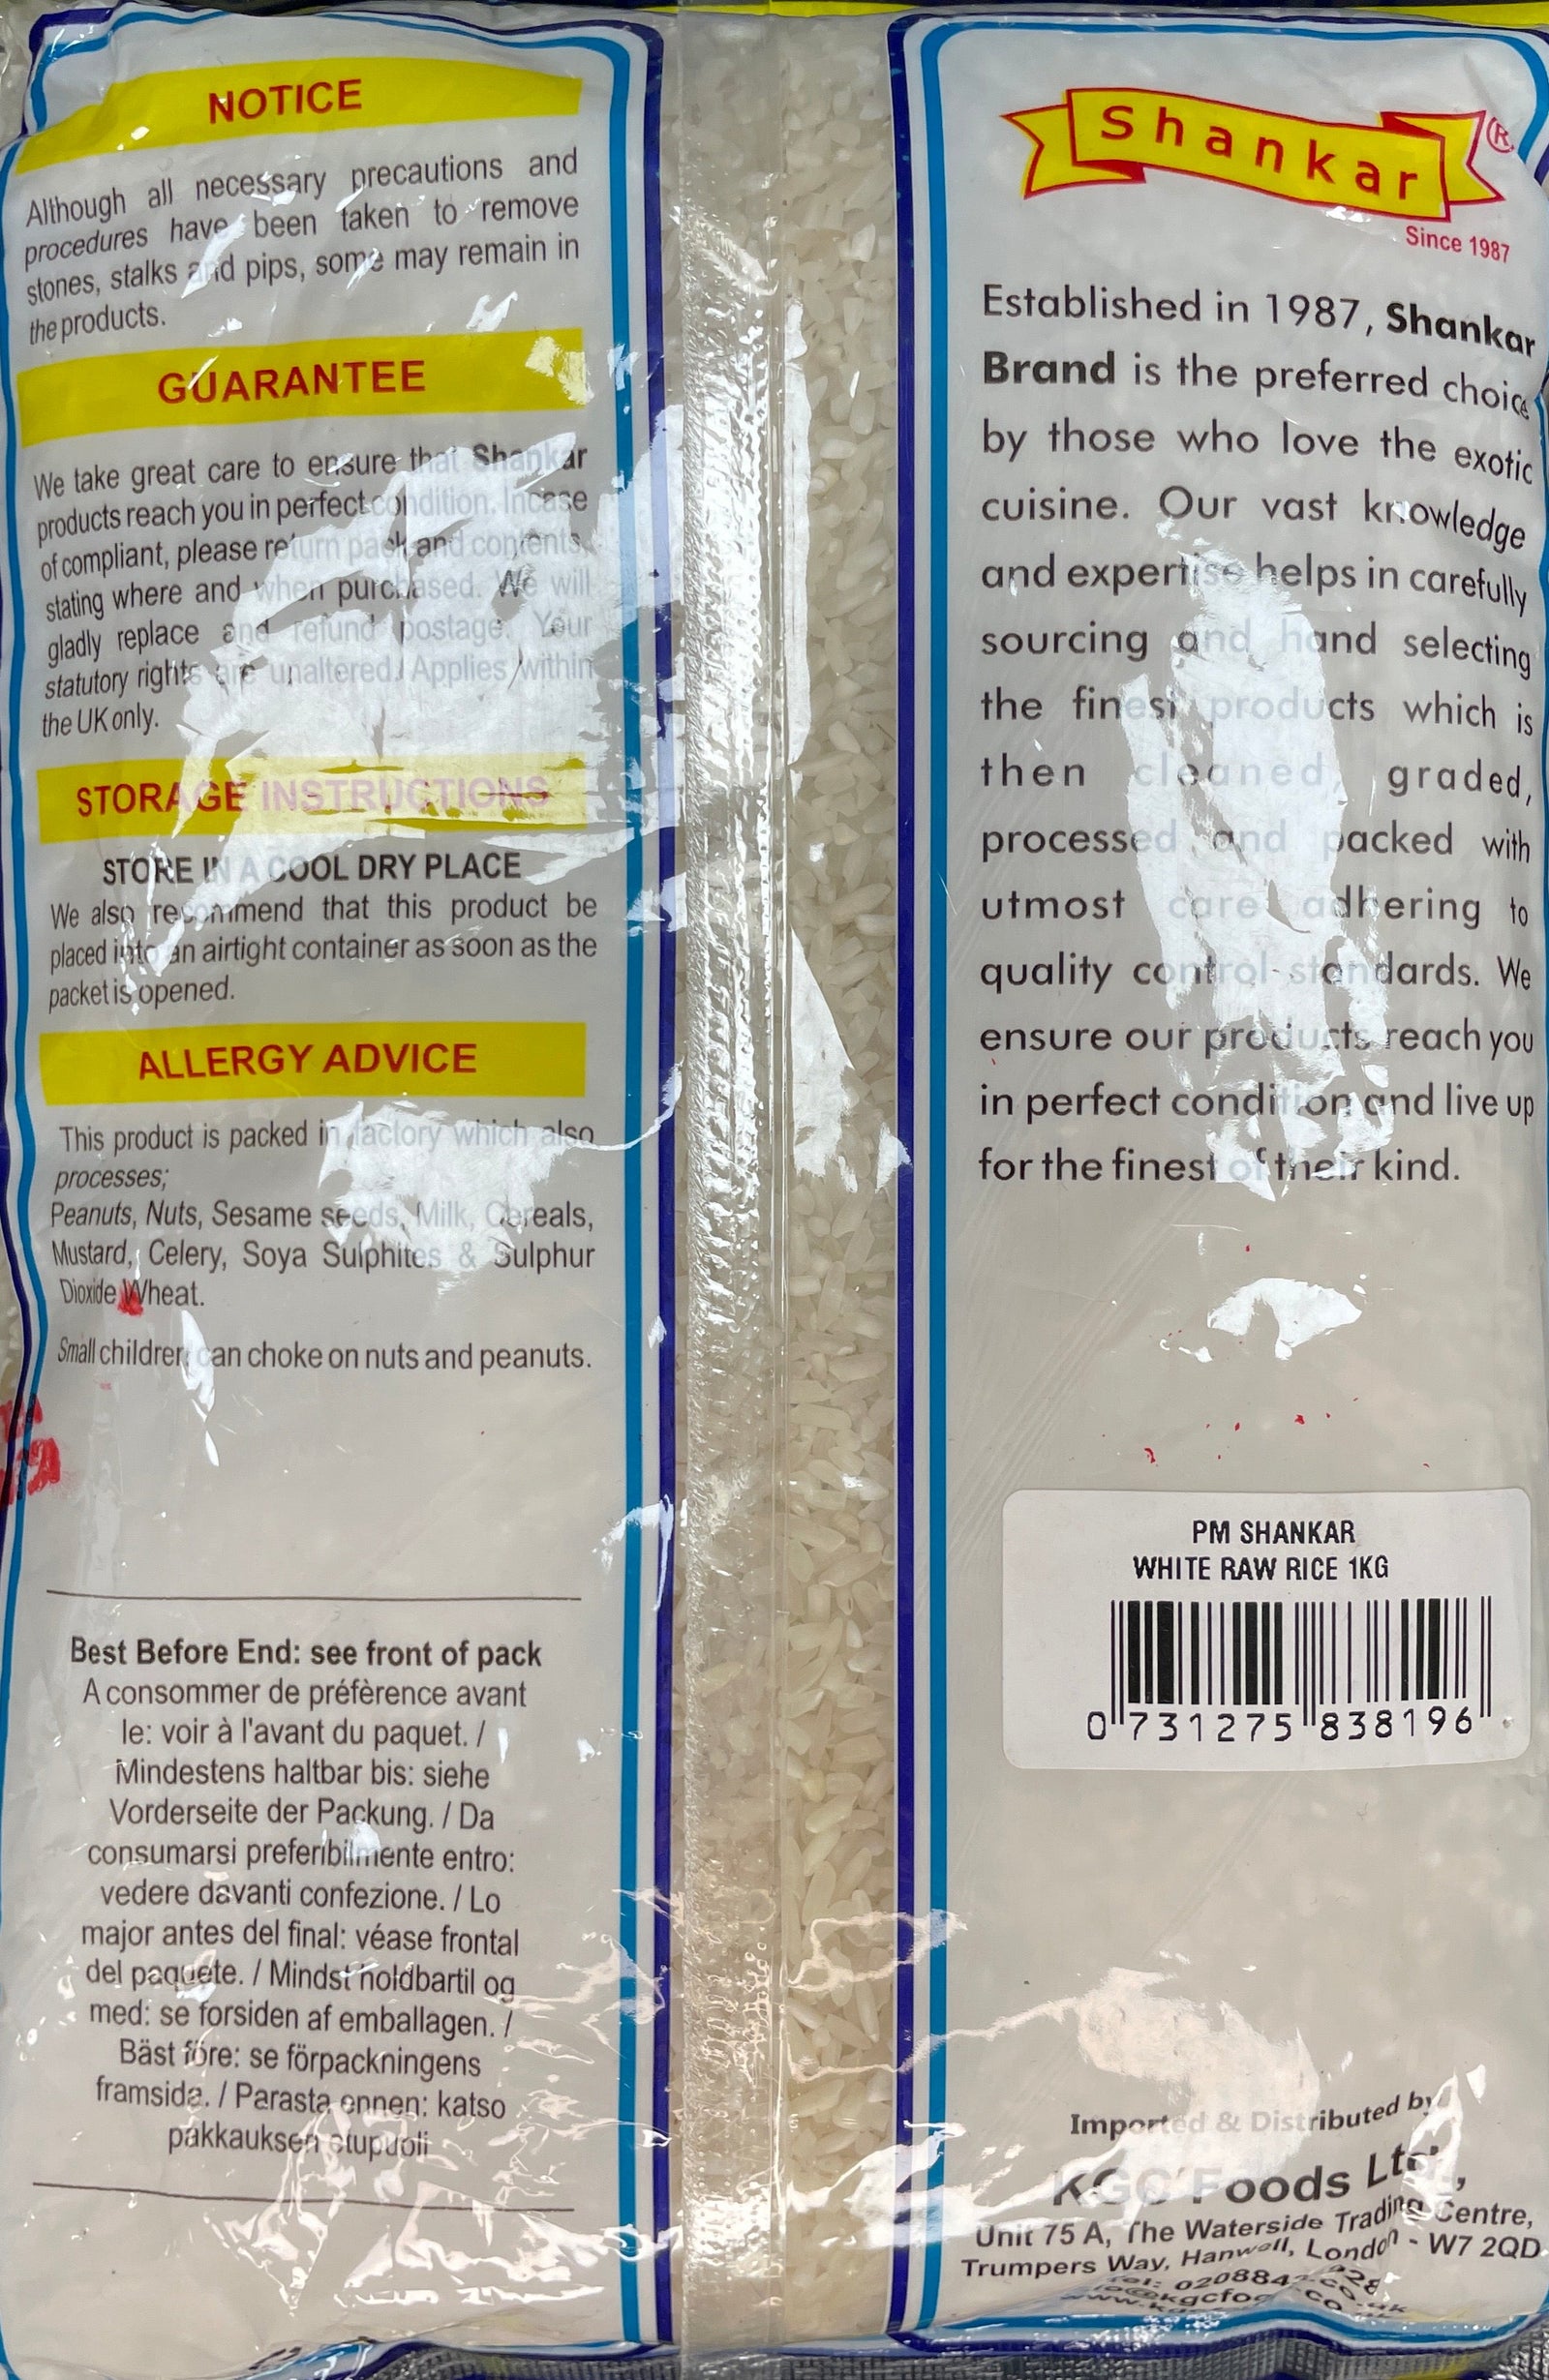 NOTICE
Although all necessary precautions and
procedures have been taken to remove
stones, stalks and pips, some may remain in
the products.
GUARANTEE
We take great care to ensure that Shankar
products reach you in perfect condition. Incase
of compliant, please return pack and contents,
stating where and when purchased. We will
gladly replace and refund postage. Your
statutory rights are unaltered. Applies within
the UK only.
STORAGE INSTRUCTIONS
STORE IN A COOL DRY PLACE
We also recommend that this product be
placed into an airtight container as soon as the
packet is opened.
ALLERGY ADVICE
This product is packed in factory which also
processes;
Peanuts, Nuts, Sesame seeds, Milk, Cereals,
Mustard, Celery, Soya Sulphites & Sulphur
Dioxide Wheat.
Small children can choke on nuts and peanuts.
Best Before End: see front of pack
A consommer de préfèrence avant
le: voir à l'avant du paquet. /
Mindestens haltbar bis: siehe
Vorderseite der Packung. / Da
consumarsi preferibilmente entro:
vedere davanti confezione. / Lo
major antes del final: véase frontal
del paquete. / Mindst holdbartil og
med: se forsiden af emballagen. /
Bäst före: se förpackningens
framsida. / Parasta ennen: katso
pakkauksen etupuoli
Shankar ®
Since 1987
Established in 1987, Shankar
Brand is the preferred choice
by those who love the exotic
cuisine. Our vast knowledge
and expertise helps in carefully
sourcing and hand selecting
the finest products which is
then cleaned, graded,
processed and packed with
utmost care adhering to
quality control standards. We
ensure our products reach you
in perfect condition and live up
for the finest of their kind.
PM SHANKAR
WHITE RAW RICE 1KG
0 731275 838196
Imported & Distributed by
KGC Foods Ltd.,
Unit 75 A, The Waterside Trading Centre,
Trumpers Way, Hanwell, London - W7 2QD